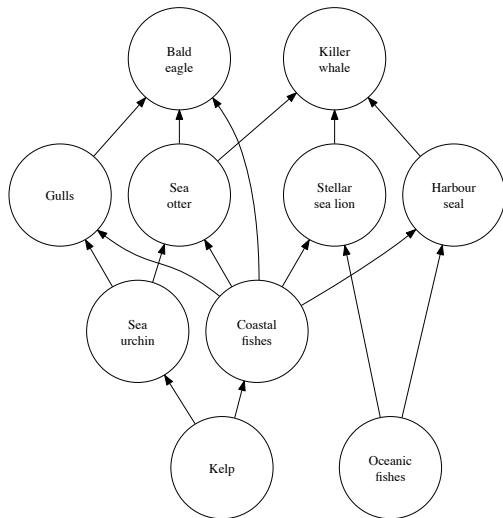 Bald
eagle
Killer
whale
Gulls
Sea
otter
Stellar
sea lion
Harbour
seal
Sea
urchin
Coastal
fishes
Kelp
Oceanic
fishes